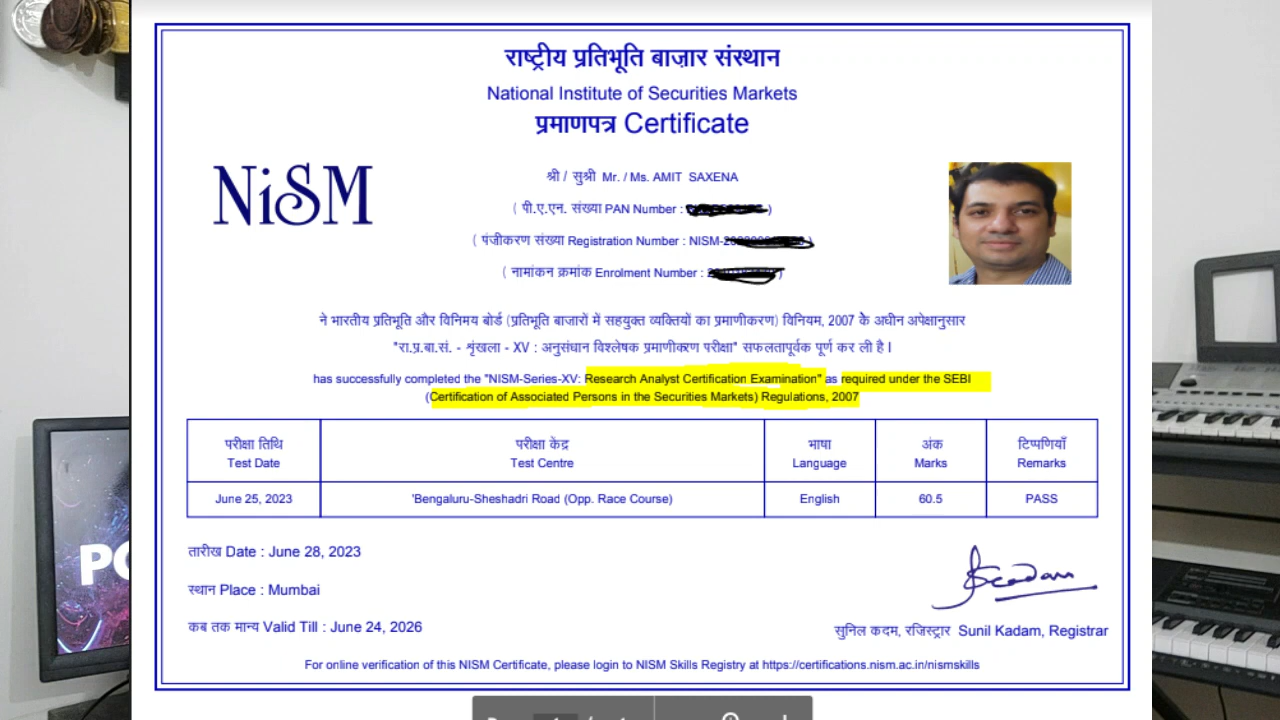 राष्ट्रीय प्रतिभूति बाज़ार संस्थान
National Institute of Securities Markets
प्रमाणपत्र Certificate
NiSM
श्री / सुश्री Mr. / Ms. AMIT SAXENA
( पी.ए.एन. संख्या PAN Number : )
( पंजीकरण संख्या Registration Number : NISM- )
( नामांकन क्रमांक Enrolment Number : )
ने भारतीय प्रतिभूति और विनिमय बोर्ड (प्रतिभूति बाजारों में सहयुक्त व्यक्तियों का प्रमाणीकरण) विनियम, 2007 के अधीन अपेक्षानुसार
"रा.प्र.बा.सं. - शृंखला - XV : अनुसंधान विश्लेषक प्रमाणीकरण परीक्षा" सफलतापूर्वक पूर्ण कर ली है I
has successfully completed the "NISM-Series-XV: Research Analyst Certification Examination" as required under the SEBI
(Certification of Associated Persons in the Securities Markets) Regulations, 2007
परीक्षा तिथि परीक्षा केंद्र भाषा अंक टिप्पणियाँ
Test Date Test Centre Language Marks Remarks
June 25, 2023 'Bengaluru-Sheshadri Road (Opp. Race Course) English 60.5 PASS
तारीख Date : June 28, 2023
स्थान Place : Mumbai
कब तक मान्य Valid Till : June 24, 2026
सुनिल कदम, रजिस्ट्रार Sunil Kadam, Registrar
For online verification of this NISM Certificate, please login to NISM Skills Registry at https://certifications.nism.ac.in/nismskills